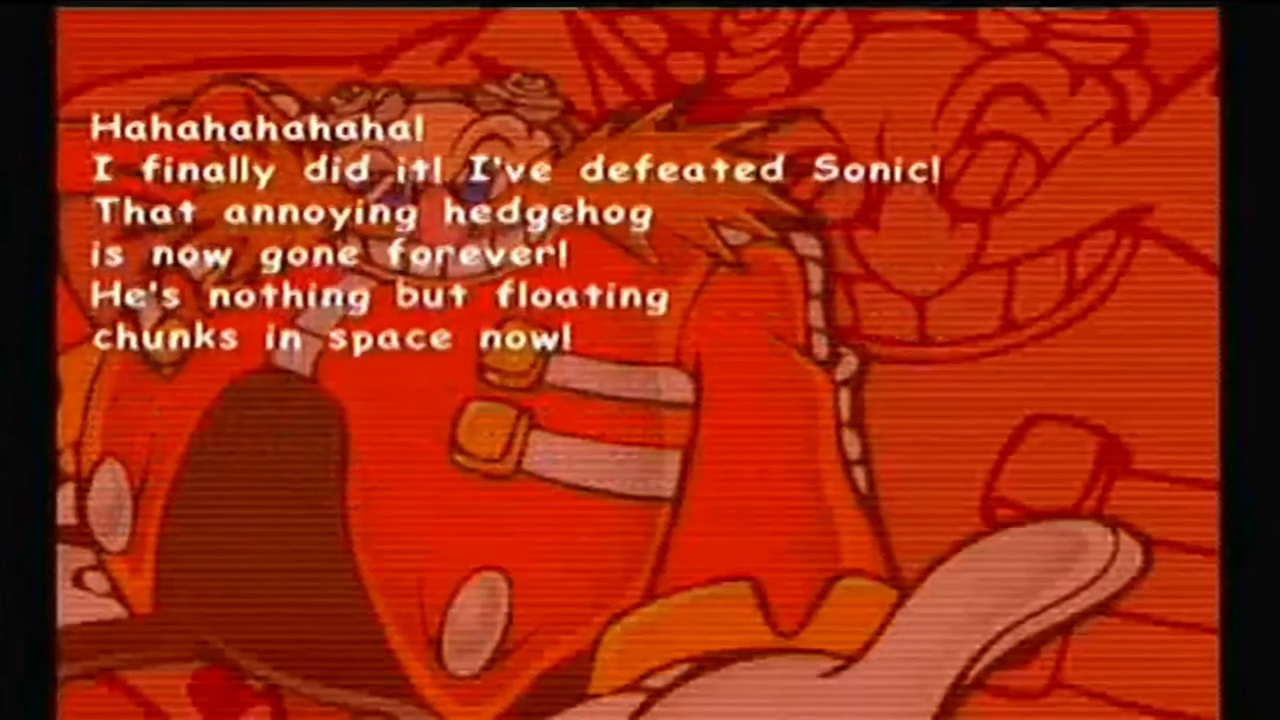 Hahahahahaha!
I finally did it! I've defeated Sonic!
That annoying hedgehog
is now gone forever!
He's nothing but floating
chunks in space now!